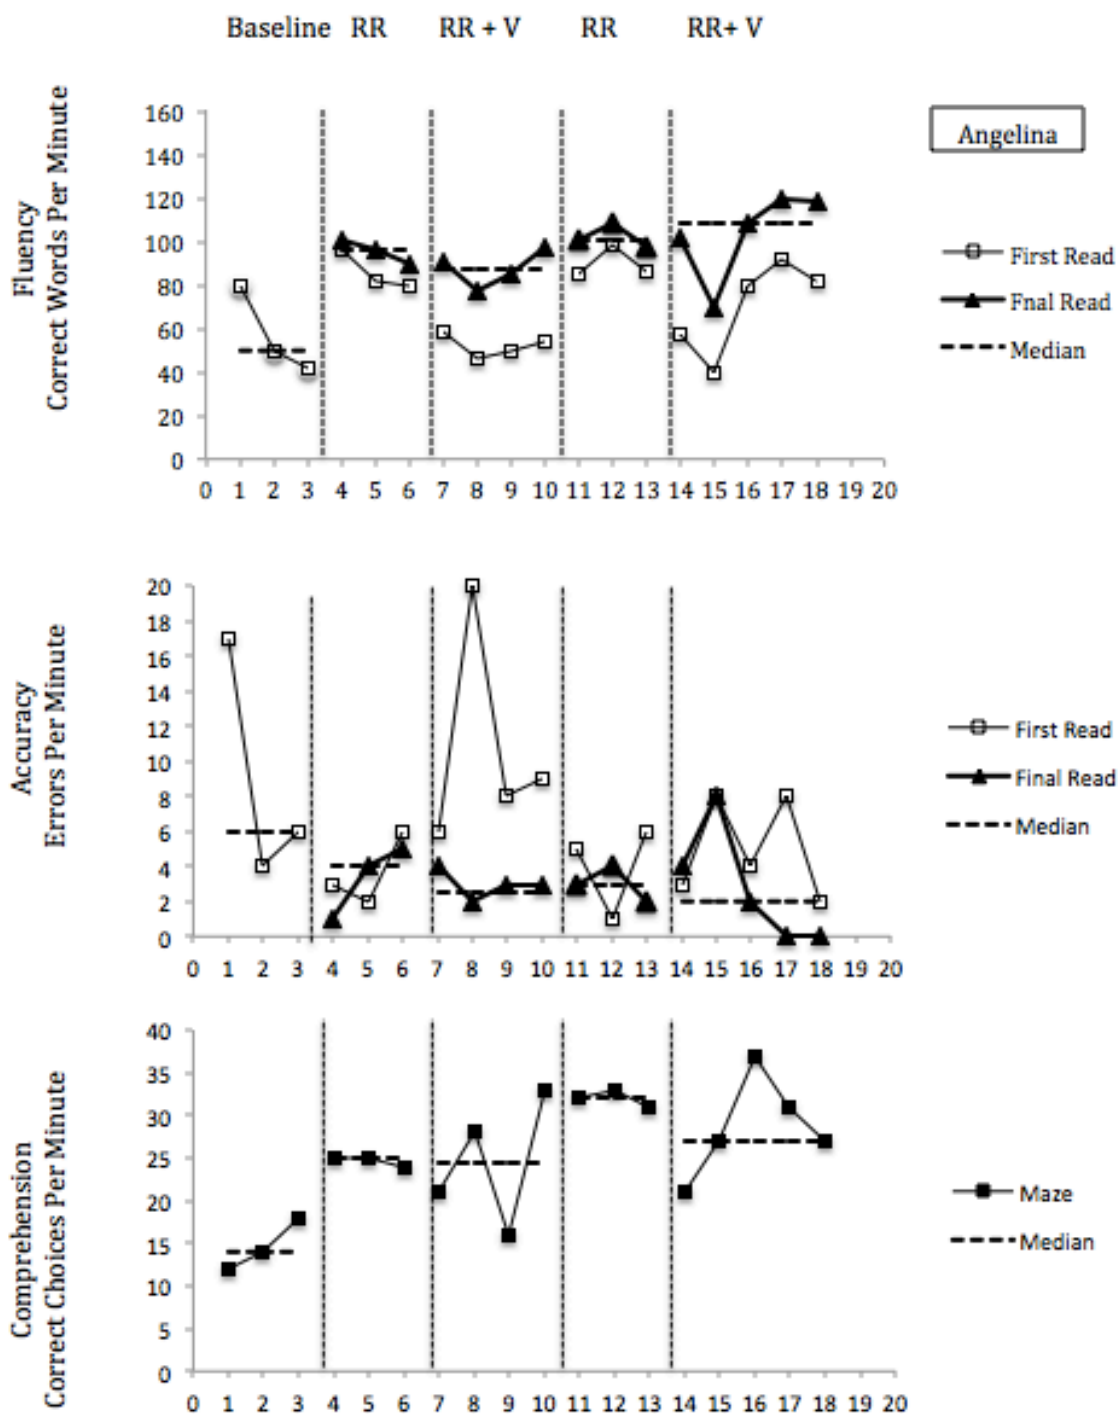 Baseline RR RR + V RR RR+ V
Fluency
Correct Words Per Minute
160
140
120
100
80
60
40
20
0
0 1 2 3 4 5 6 7 8 9 10 11 12 13 14 15 16 17 18 19 20
Angelina
First Read
Fnal Read
Median
Accuracy
Errors Per Minute
20
18
16
14
12
10
8
6
4
2
0
0 1 2 3 4 5 6 7 8 9 10 11 12 13 14 15 16 17 18 19 20
First Read
Final Read
Median
Comprehension
Correct Choices Per Minute
40
35
30
25
20
15
10
5
0
0 1 2 3 4 5 6 7 8 9 10 11 12 13 14 15 16 17 18 19 20
Maze
Median